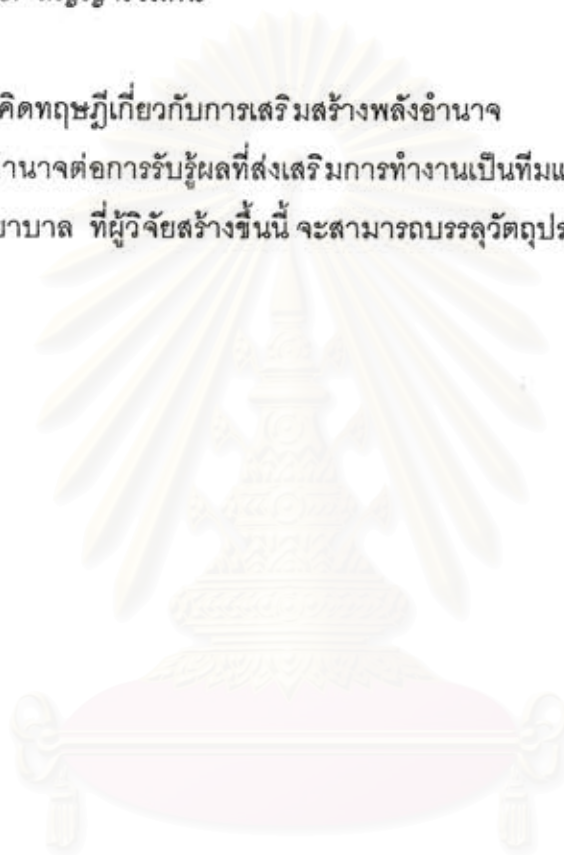 คิดทฤษฎีเกี่ยวกับการเสริมสร้างพลังอำนาจ
านาจต่อการรับรู้ผลที่ส่งเสริมการทำงานเป็นทีมแ
ยาบาล ที่ผู้วิจัยสร้างขึ้นนี้ จะสามารถบรรลุวัตถุปร